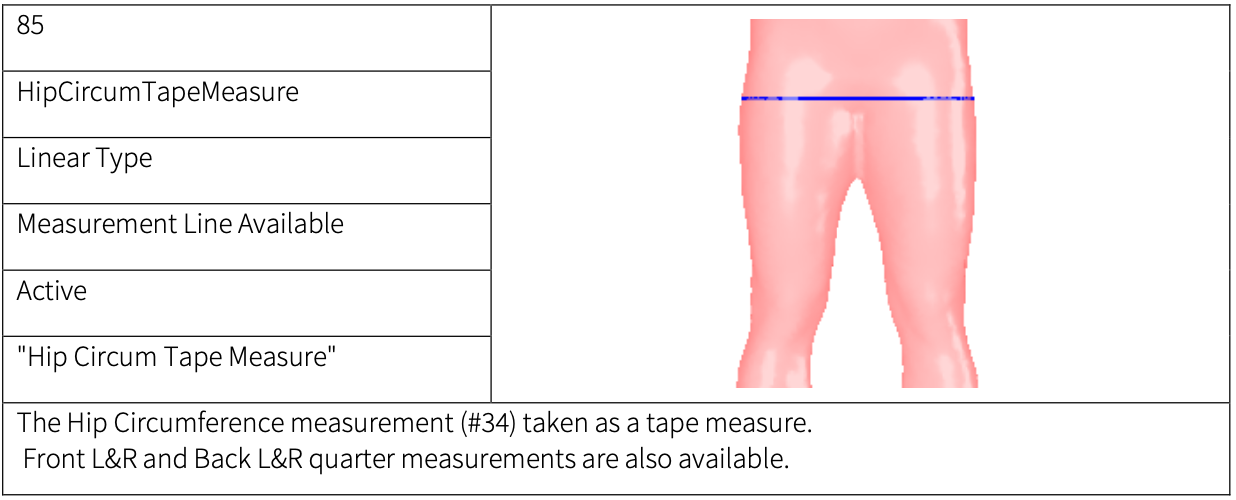 85
HipCircumTapeMeasure
Linear Type
Measurement Line Available
Active
"Hip Circum Tape Measure"
The Hip Circumference measurement (#34) taken as a tape measure.
Front L&R and Back L&R quarter measurements are also available.